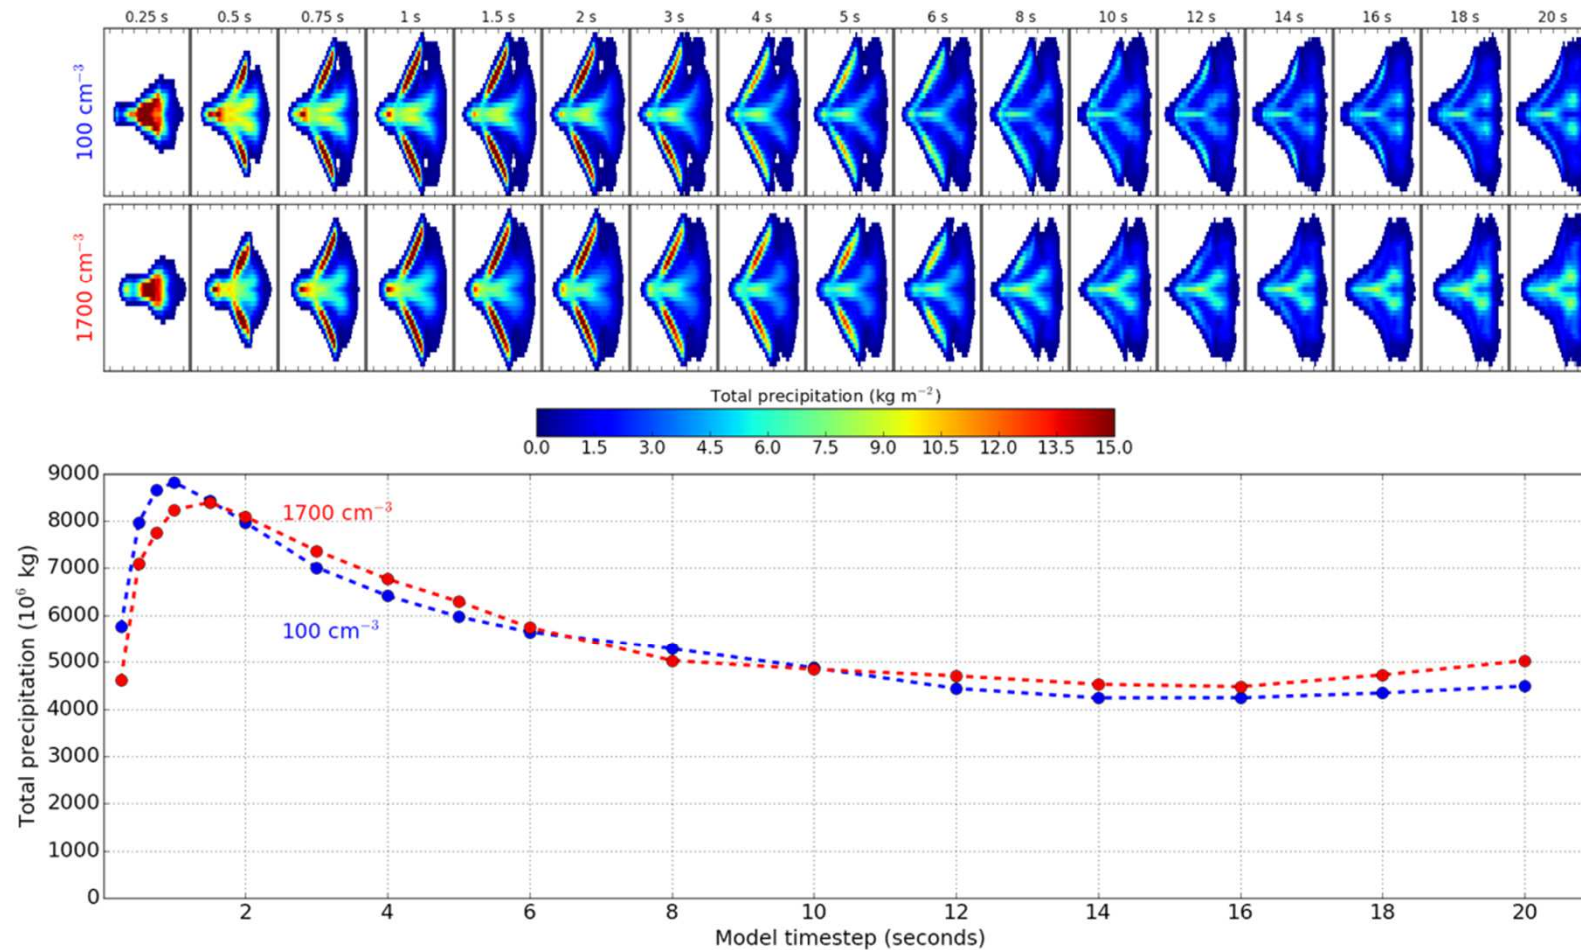 0.25 s 0.5 s 0.75 s 1 s 1.5 s 2 s 3 s 4 s 5 s 6 s 8 s 10 s 12 s 14 s 16 s 18 s 20 s
100 cm⁻³
1700 cm⁻³
Total precipitation (kg m⁻²)
0.0 1.5 3.0 4.5 6.0 7.5 9.0 10.5 12.0 13.5 15.0
Total precipitation (10⁶ kg)
9000
8000
7000
6000
5000
4000
3000
2000
1000
0
1700 cm⁻³
100 cm⁻³
2 4 6 8 10 12 14 16 18 20
Model timestep (seconds)